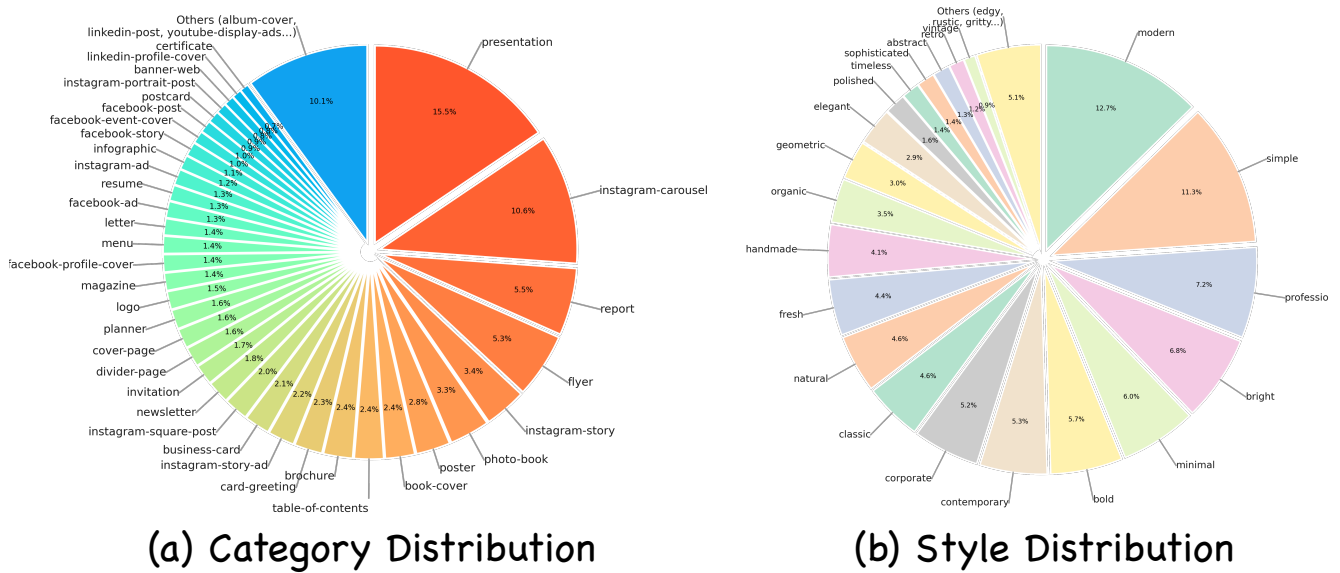 Others (album-cover,
linkedin-post, youtube-display-ads...)
certificate
linkedin-profile-cover
banner-web
instagram-portrait-post
postcard
facebook-post
facebook-event-cover
facebook-story
infographic
instagram-ad
resume
facebook-ad
letter
menu
facebook-profile-cover
magazine
logo
planner
cover-page
divider-page
invitation
newsletter
instagram-square-post
business-card
instagram-story-ad
brochure
card-greeting
table-of-contents
book-cover
poster
photo-book
instagram-story
flyer
report
instagram-carousel
presentation
10.1%
15.5%
10.6%
5.5%
5.3%
3.4%
3.3%
2.8%
2.4%
2.4%
2.4%
2.3%
2.2%
2.1%
2.0%
1.8%
1.7%
1.6%
1.6%
1.6%
1.5%
1.4%
1.4%
1.4%
1.4%
1.3%
1.3%
1.3%
1.2%
1.1%
1.0%
1.0%
0.9%
0.9%
(a) Category Distribution
Others (edgy,
rustic, gritty...)
vintage
retro
abstract
sophisticated
timeless
polished
elegant
geometric
organic
handmade
fresh
natural
classic
corporate
contemporary
bold
minimal
bright
professio
simple
modern
5.1%
12.7%
11.3%
7.2%
6.8%
6.0%
5.7%
5.3%
5.2%
4.6%
4.6%
4.4%
4.1%
3.5%
3.0%
2.9%
1.6%
1.4%
1.4%
1.3%
1.2%
0.9%
(b) Style Distribution